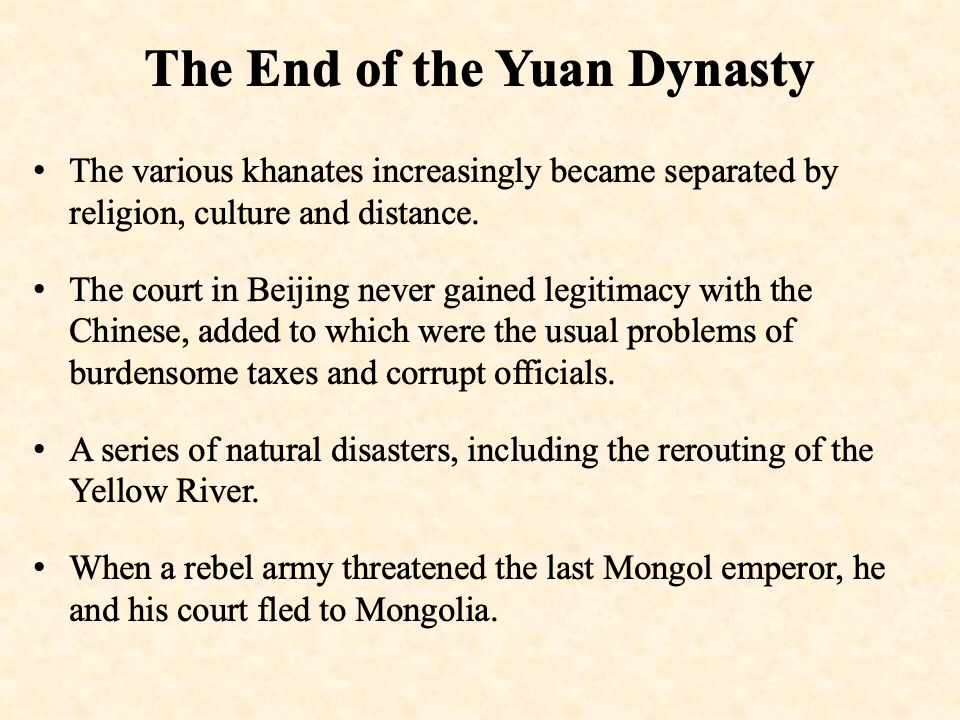 The End of the Yuan Dynasty
• The various khanates increasingly became separated by
religion, culture and distance.
• The court in Beijing never gained legitimacy with the
Chinese, added to which were the usual problems of
burdensome taxes and corrupt officials.
• A series of natural disasters, including the rerouting of the
Yellow River.
• When a rebel army threatened the last Mongol emperor, he
and his court fled to Mongolia.